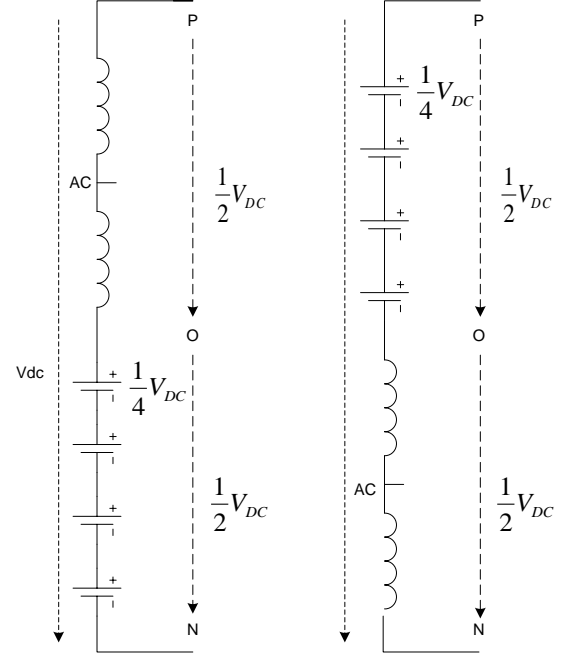 P
P
+ 1/4 V_DC
AC
1/2 V_DC
1/2 V_DC
+
+
+
O
O
Vdc
+ 1/4 V_DC
+
AC
1/2 V_DC
1/2 V_DC
+
+
N
N